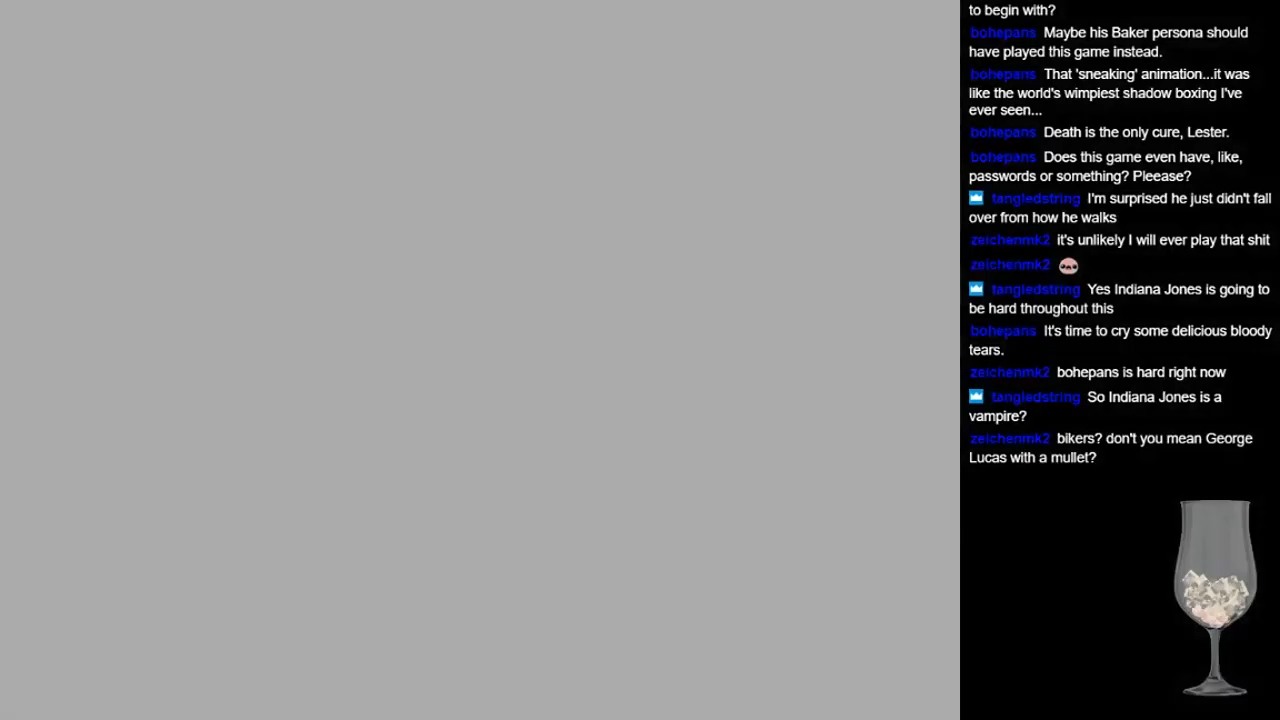 to begin with?
bohepans Maybe his Baker persona should
have played this game instead.
bohepans That 'sneaking' animation...it was
like the world's wimpiest shadow boxing I've
ever seen...
bohepans Death is the only cure, Lester.
bohepans Does this game even have, like,
passwords or something? Pleease?
tangledstring I'm surprised he just didn't fall
over from how he walks
zeichenmk2 it's unlikely I will ever play that shit
zeichenmk2
tangledstring Yes Indiana Jones is going to
be hard throughout this
bohepans It's time to cry some delicious bloody
tears.
zeichenmk2 bohepans is hard right now
tangledstring So Indiana Jones is a
vampire?
zeichenmk2 bikers? don't you mean George
Lucas with a mullet?